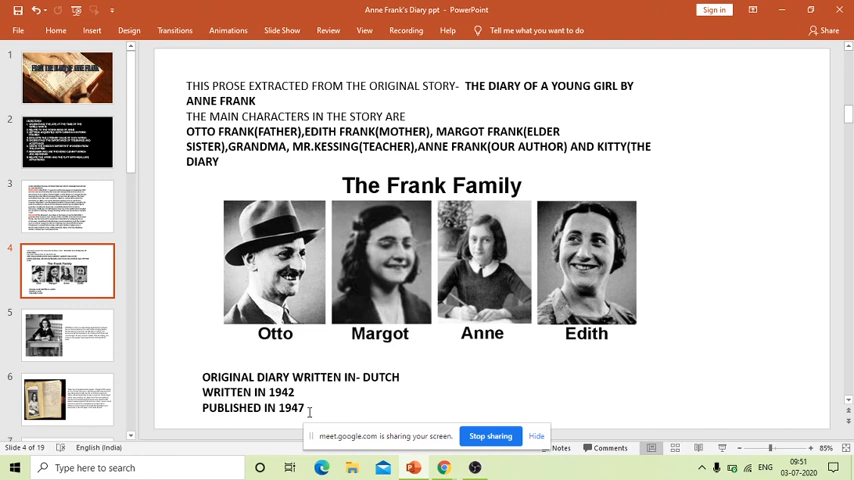 Anne Frank's Diary ppt - PowerPoint
Sign in
File Home Insert Design Transitions Animations Slide Show Review View Recording Help Tell me what you want to do Share
1
2
3
4
5
6
THIS PROSE EXTRACTED FROM THE ORIGINAL STORY- THE DIARY OF A YOUNG GIRL BY
ANNE FRANK
THE MAIN CHARACTERS IN THE STORY ARE
OTTO FRANK(FATHER),EDITH FRANK(MOTHER), MARGOT FRANK(ELDER
SISTER),GRANDMA, MR.KESSING(TEACHER),ANNE FRANK(OUR AUTHOR) AND KITTY(THE
DIARY
The Frank Family
Otto Margot Anne Edith
ORIGINAL DIARY WRITTEN IN- DUTCH
WRITTEN IN 1942
PUBLISHED IN 1947
meet.google.com is sharing your screen. Stop sharing Hide
Slide 4 of 19 English (India) Notes Comments 85%
Type here to search
ENG
09:51
03-07-2020